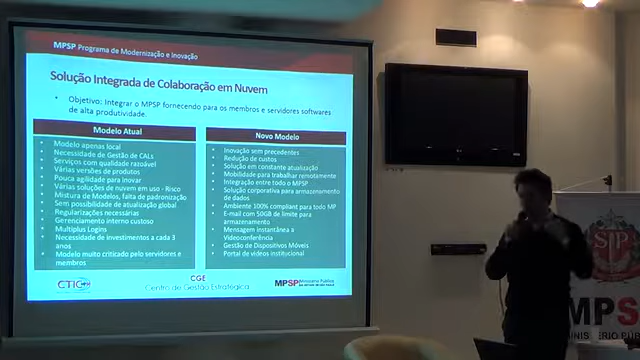 MPSP Programa de Modernização e Inovação
Solução Integrada de Colaboração em Nuvem
• Objetivo: Integrar o MPSP fornecendo para os membros e servidores softwares
de alta produtividade.
Modelo Atual
• Modelo apenas local
• Necessidade de Gestão de CALs
• Serviços com qualidade razoável
• Várias versões de produtos
• Pouca agilidade para inovar
• Várias soluções de nuvem em uso - Risco
• Mistura de Modelos, falta de padronização
• Sem possibilidade de atualização global
• Regularizações necessárias
• Gerenciamento interno custoso
• Multiplus Logins
• Necessidade de investimentos a cada 3
anos
• Modelo muito criticado pelo servidores e
membros
Novo Modelo
• Inovação sem precedentes
• Redução de custos
• Solução em constante atualização
• Mobilidade para trabalhar remotamente
• Integração entre todo o MPSP
• Solução corporativa para armazenamento
de dados
• Ambiente 100% compliant para todo MP
• E-mail com 50GB de limite para
armazenamento
• Mensagem instantânea e
Videoconferência
• Gestão de Dispositivos Móveis
• Portal de vídeos institucional
CTIC
CGE
Centro de Gestão Estratégica
MPSP Ministério Público
SP
MPS
MINISTÉRIO PÚB